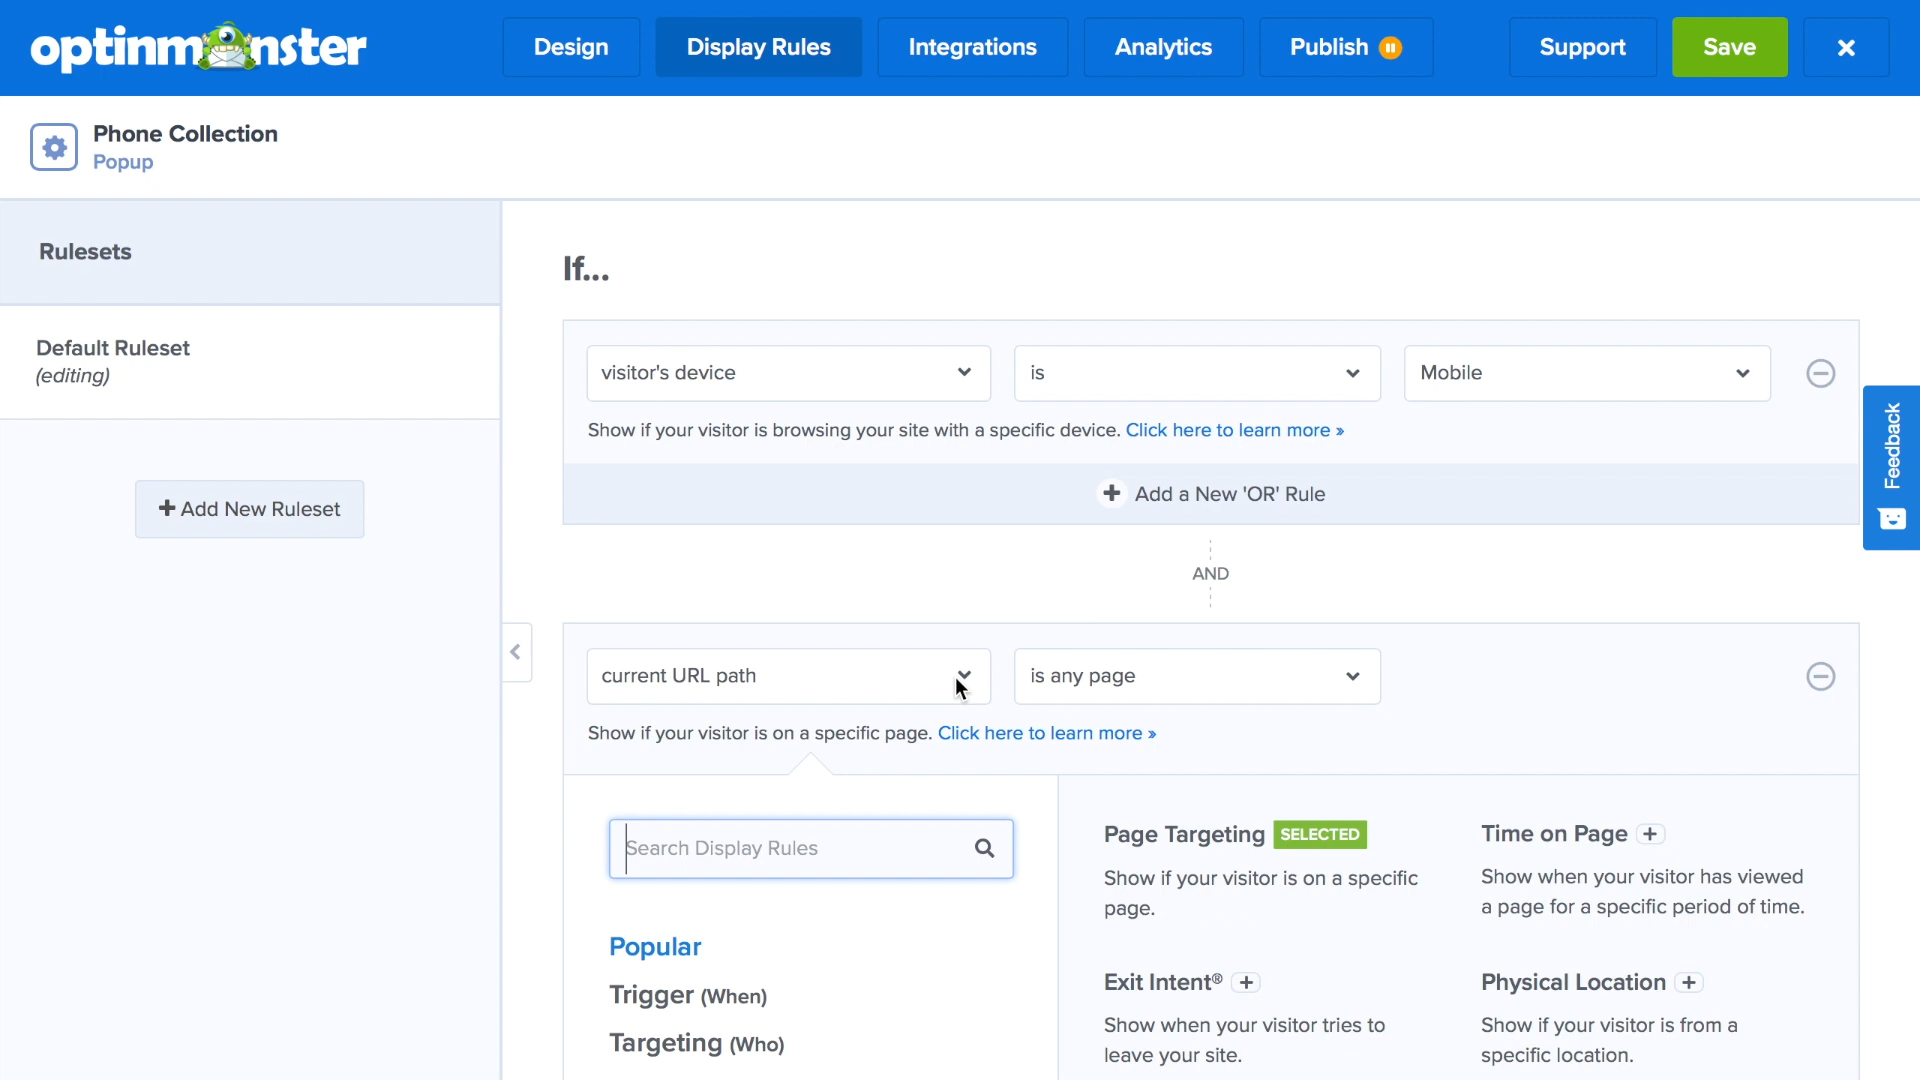 optinmonster
Design
Display Rules
Integrations
Analytics
Publish
Support
Save
Phone Collection
Popup
Rulesets
Default Ruleset
(editing)
Add New Ruleset
If...
visitor's device
is
Mobile
Show if your visitor is browsing your site with a specific device. Click here to learn more »
Add a New 'OR' Rule
AND
current URL path
is any page
Show if your visitor is on a specific page. Click here to learn more »
Search Display Rules
Popular
Trigger (When)
Targeting (Who)
Page Targeting SELECTED
Show if your visitor is on a specific
page.
Time on Page
Show when your visitor has viewed
a page for a specific period of time.
Exit Intent®
Show when your visitor tries to
leave your site.
Physical Location
Show if your visitor is from a
specific location.
Feedback